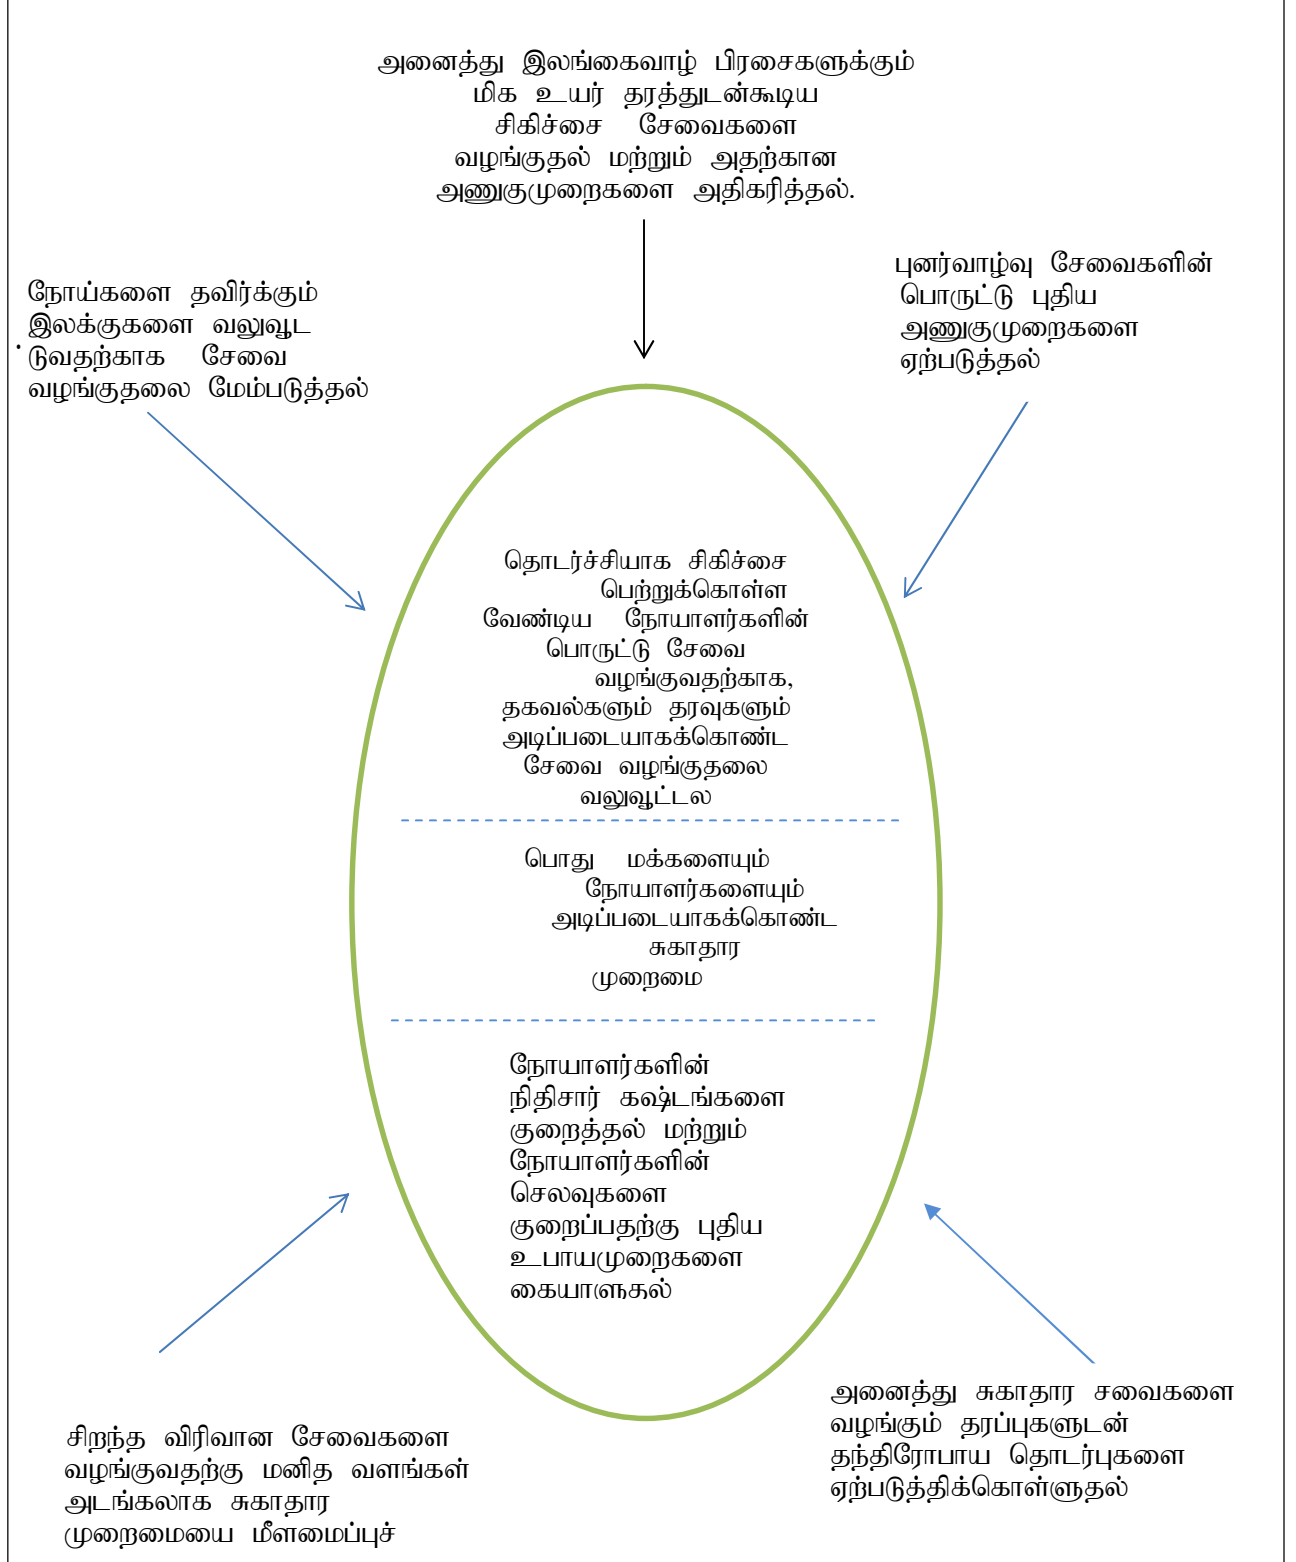 அனைத்து இலங்கைவாழ் பிரசைகளுக்கும்
மிக உயர் தரத்துடன்கூடிய
சிகிச்சை சேவைகளை
வழங்குதல் மற்றும் அதற்கான
அணுகுமுறைகளை அதிகரித்தல்.
நோய்களை தவிர்க்கும்
இலக்குகளை வலுவூட
்டுவதற்காக சேவை
வழங்குதலை மேம்படுத்தல்
புனர்வாழ்வு சேவைகளின்
பொருட்டு புதிய
அணுகுமுறைகளை
ஏற்படுத்தல்
தொடர்ச்சியாக சிகிச்சை
பெற்றுக்கொள்ள
வேண்டிய நோயாளர்களின்
பொருட்டு சேவை
வழங்குவதற்காக,
தகவல்களும் தரவுகளும்
அடிப்படையாகக்கொண்ட
சேவை வழங்குதலை
வலுவூட்டல
பொது மக்களையும்
நோயாளர்களையும்
அடிப்படையாகக்கொண்ட
சுகாதார
முறைமை
நோயாளர்களின்
நிதிசார் கஷ்டங்களை
குறைத்தல் மற்றும்
நோயாளர்களின்
செலவுகளை
குறைப்பதற்கு புதிய
உபாயமுறைகளை
கையாளுதல்
சிறந்த விரிவான சேவைகளை
வழங்குவதற்கு மனித வளங்கள்
அடங்கலாக சுகாதார
முறைமையை மீளமைப்புச்
அனைத்து சுகாதார சவைகளை
வழங்கும் தரப்புகளுடன்
தந்திரோபாய தொடர்புகளை
ஏற்படுத்திக்கொள்ளுதல்